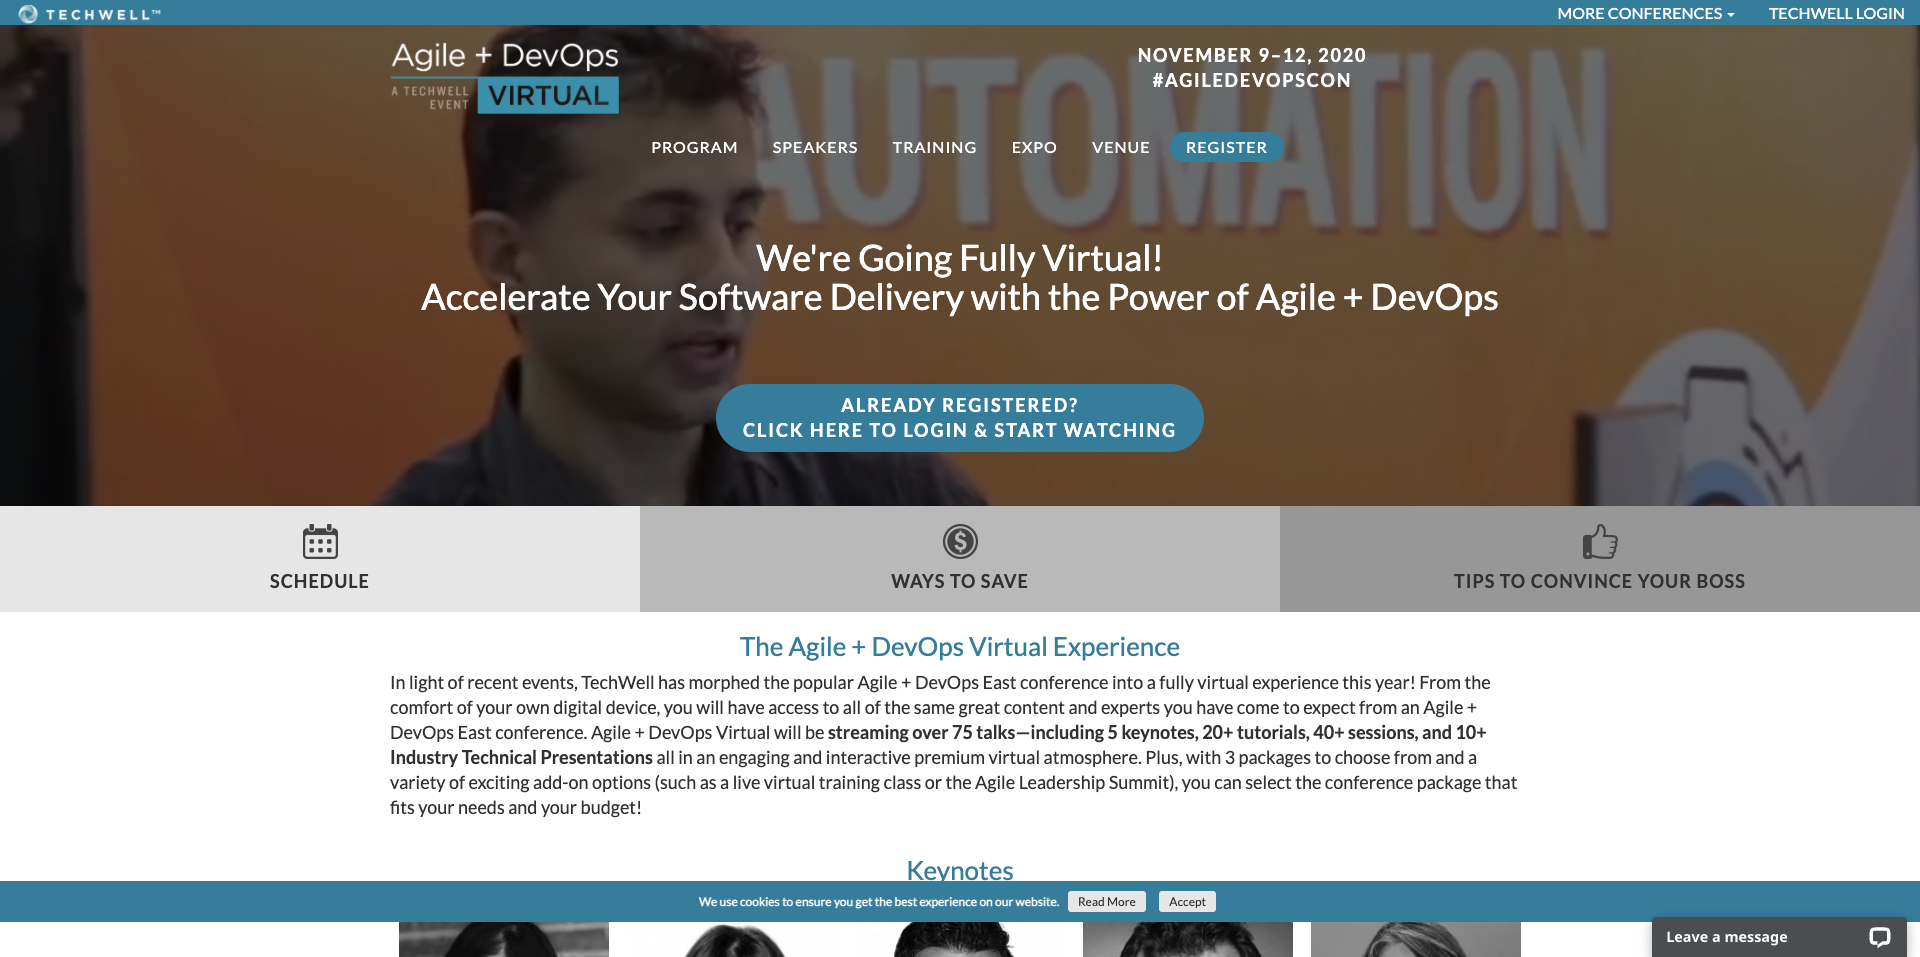 TECHWELL™
MORE CONFERENCES
TECHWELL LOGIN
Agile + DevOps
A TECHWELL
EVENT
VIRTUAL
NOVEMBER 9–12, 2020
#AGILEDEVOPSCON
AUTOMATION
PROGRAM
SPEAKERS
TRAINING
EXPO
VENUE
REGISTER
We're Going Fully Virtual!
Accelerate Your Software Delivery with the Power of Agile + DevOps
ALREADY REGISTERED?
CLICK HERE TO LOGIN & START WATCHING
SCHEDULE
WAYS TO SAVE
TIPS TO CONVINCE YOUR BOSS
The Agile + DevOps Virtual Experience
In light of recent events, TechWell has morphed the popular Agile + DevOps East conference into a fully virtual experience this year! From the
comfort of your own digital device, you will have access to all of the same great content and experts you have come to expect from an Agile +
DevOps East conference. Agile + DevOps Virtual will be streaming over 75 talks—including 5 keynotes, 20+ tutorials, 40+ sessions, and 10+
Industry Technical Presentations all in an engaging and interactive premium virtual atmosphere. Plus, with 3 packages to choose from and a
variety of exciting add-on options (such as a live virtual training class or the Agile Leadership Summit), you can select the conference package that
fits your needs and your budget!
Keynotes
We use cookies to ensure you get the best experience on our website.
Read More
Accept
Leave a message